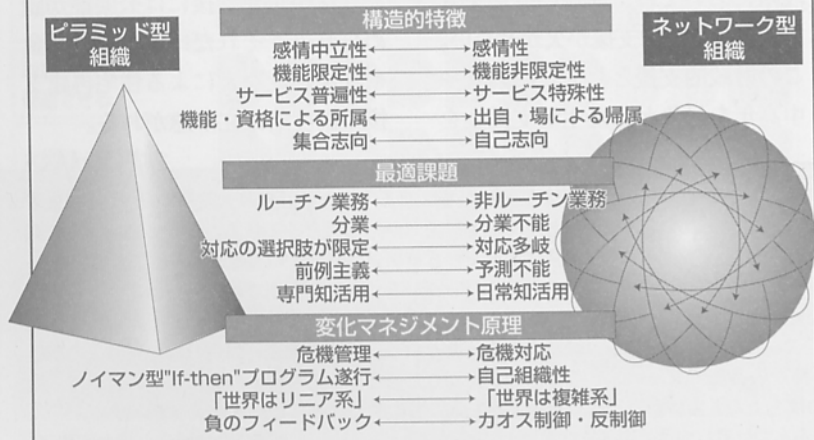 構造的特徴
ピラミッド型
組織
ネットワーク型
組織
感情中立性 ←→ 感情性
機能限定性 ←→ 機能非限定性
サービス普遍性 ←→ サービス特殊性
機能・資格による所属 ←→ 出自・場による帰属
集合志向 ←→ 自己志向
最適課題
ルーチン業務 ←→ 非ルーチン業務
分業 ←→ 分業不能
対応の選択肢が限定 ←→ 対応多岐
前例主義 ←→ 予測不能
専門知活用 ←→ 日常知活用
変化マネジメント原理
危機管理 ←→ 危機対応
ノイマン型"If-then"プログラム遂行 ←→ 自己組織性
「世界はリニア系」 ←→ 「世界は複雑系」
負のフィードバック ←→ カオス制御・反制御